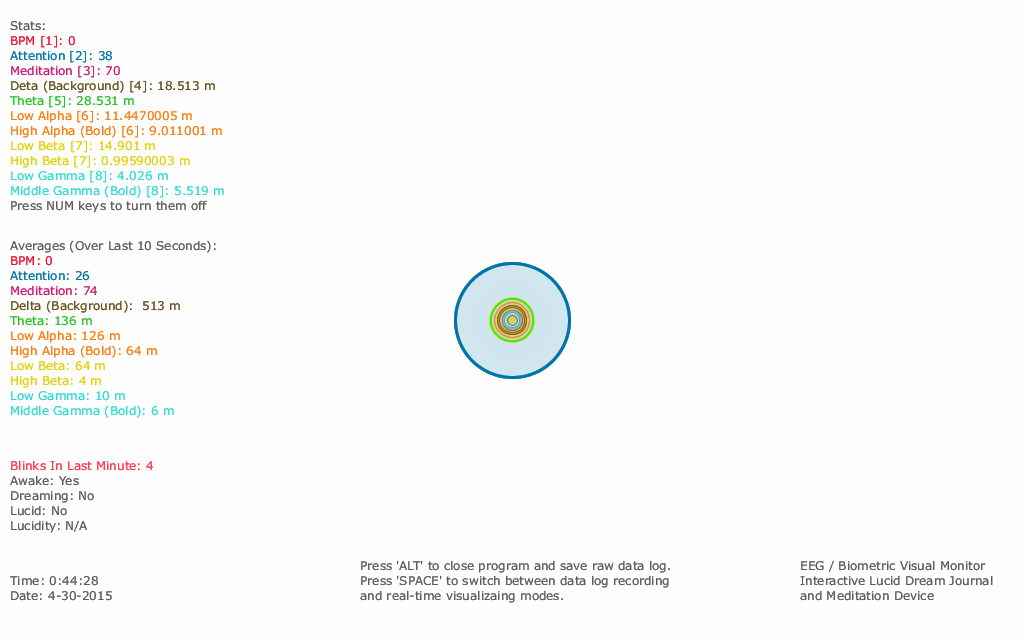 Stats:
BPM [1]: 0
Attention [2]: 38
Meditation [3]: 70
Deta (Background) [4]: 18.513 m
Theta [5]: 28.531 m
Low Alpha [6]: 11.4470005 m
High Alpha (Bold) [6]: 9.011001 m
Low Beta [7]: 14.901 m
High Beta [7]: 0.99590003 m
Low Gamma [8]: 4.026 m
Middle Gamma (Bold) [8]: 5.519 m
Press NUM keys to turn them off
Averages (Over Last 10 Seconds):
BPM: 0
Attention: 26
Meditation: 74
Delta (Background):  513 m
Theta: 136 m
Low Alpha: 126 m
High Alpha (Bold): 64 m
Low Beta: 64 m
High Beta: 4 m
Low Gamma: 10 m
Middle Gamma (Bold): 6 m
Blinks In Last Minute: 4
Awake: Yes
Dreaming: No
Lucid: No
Lucidity: N/A
Time: 0:44:28
Date: 4-30-2015
Press 'ALT' to close program and save raw data log.
Press 'SPACE' to switch between data log recording
and real-time visualizaing modes.
EEG / Biometric Visual Monitor
Interactive Lucid Dream Journal
and Meditation Device